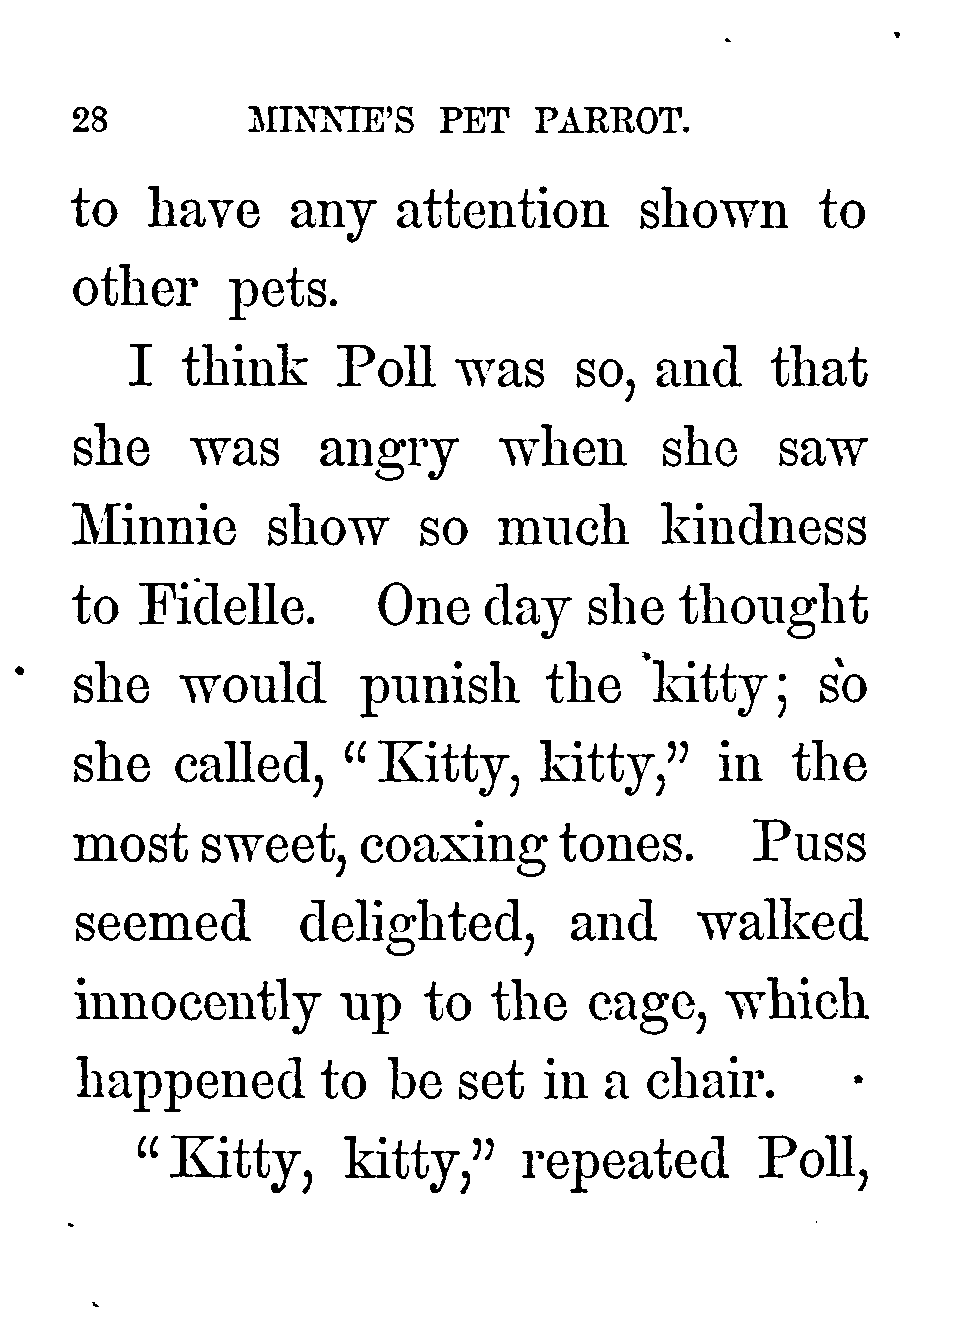 28 MINNIE'S PET PARROT.
to have any attention shown to
other pets.
I think Poll was so, and that
she was angry when she saw
Minnie show so much kindness
to Fidelle. One day she thought
she would punish the kitty; so
she called, "Kitty, kitty," in the
most sweet, coaxing tones. Puss
seemed delighted, and walked
innocently up to the cage, which
happened to be set in a chair.
"Kitty, kitty," repeated Poll,